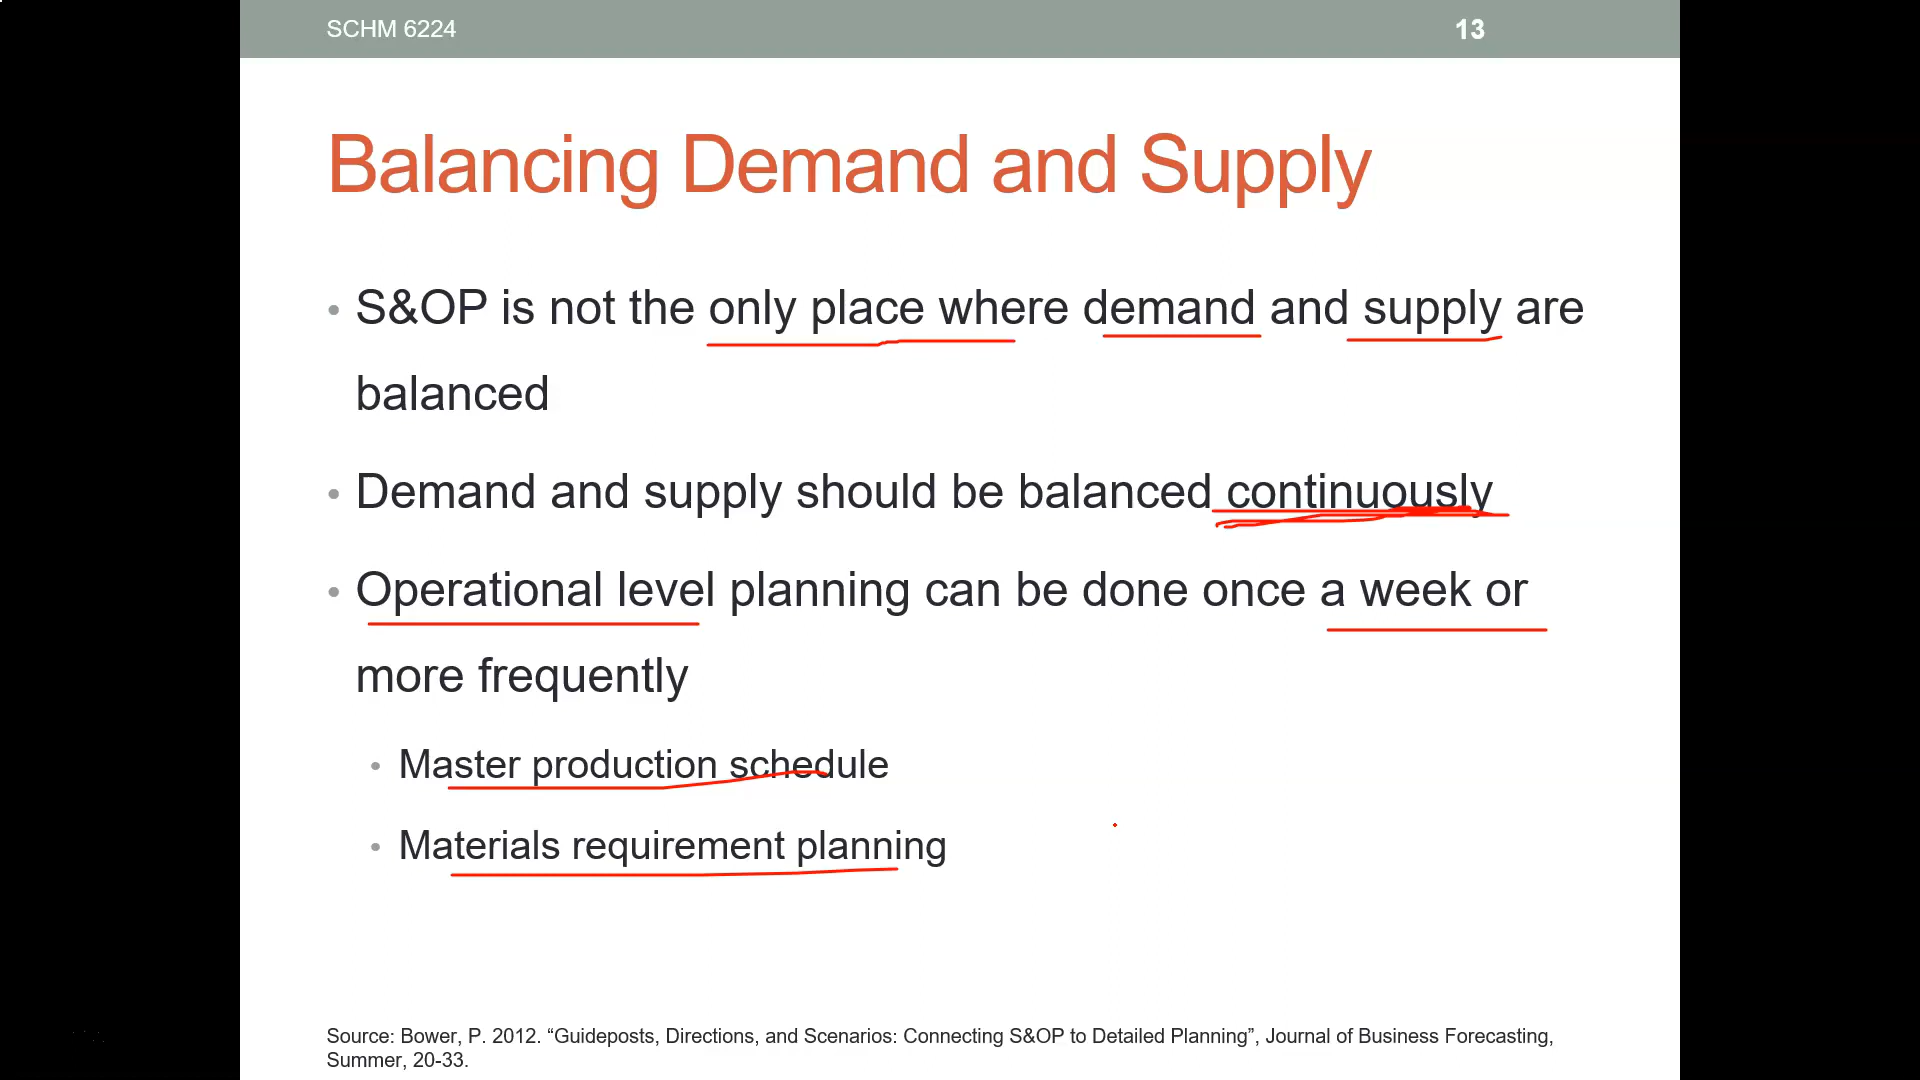 SCHM 6224
13
Balancing Demand and Supply
• S&OP is not the only place where demand and supply are
balanced
• Demand and supply should be balanced continuously
• Operational level planning can be done once a week or
more frequently
• Master production schedule
• Materials requirement planning
Source: Bower, P. 2012. “Guideposts, Directions, and Scenarios: Connecting S&OP to Detailed Planning”, Journal of Business Forecasting,
Summer, 20-33.